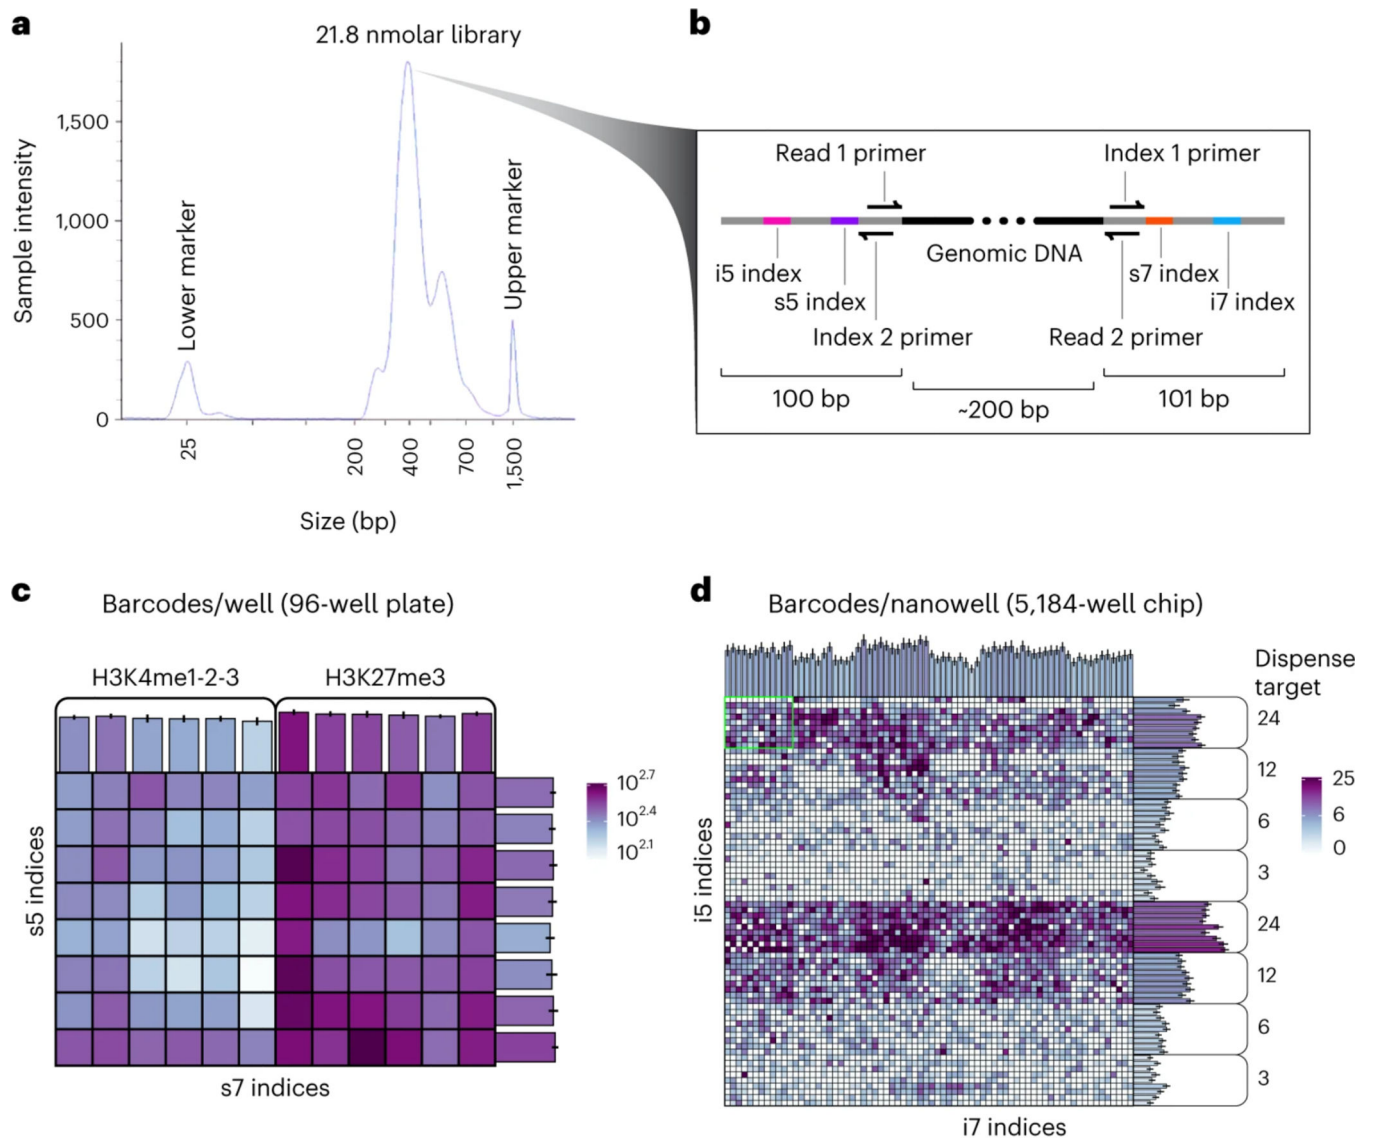 a
21.8 nmolar library
Sample intensity
1,500
1,000
500
0
Lower marker
Upper marker
25
200
400
700
1,500
Size (bp)
b
Read 1 primer
Index 1 primer
Genomic DNA
i5 index
s7 index
s5 index
i7 index
Index 2 primer
Read 2 primer
100 bp
~200 bp
101 bp
c
Barcodes/well (96-well plate)
H3K4me1-2-3
H3K27me3
s5 indices
s7 indices
10^2.7
10^2.4
10^2.1
d
Barcodes/nanowell (5,184-well chip)
Dispense
target
24
12
6
3
24
12
6
3
i5 indices
i7 indices
25
6
0